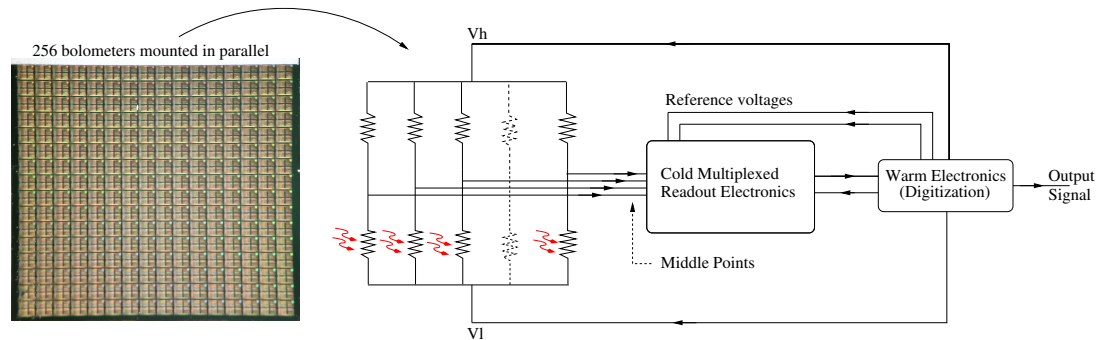 256 bolometers mounted in parallel
Vh
Reference voltages
Cold Multiplexed
Readout Electronics
Warm Electronics
(Digitization)
Output
Signal
Middle Points
Vl